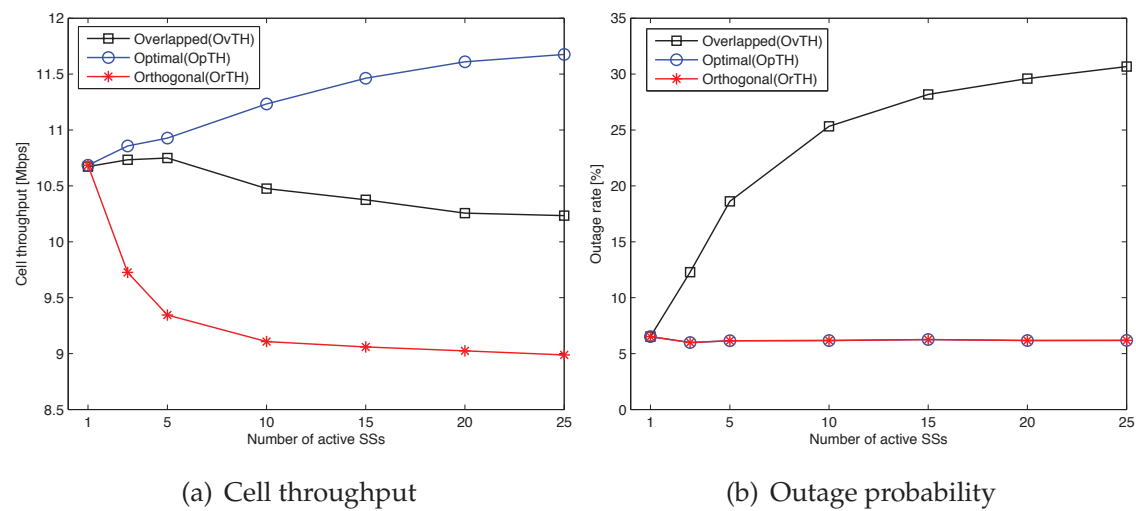 12
11.5
11
10.5
10
9.5
9
8.5
Cell throughput [Mbps]
Overlapped(OvTH)
Optimal(OpTH)
Orthogonal(OrTH)
1 5 10 15 20 25
Number of active SSs
(a) Cell throughput
35
30
25
20
15
10
5
0
Outage rate [%]
Overlapped(OvTH)
Optimal(OpTH)
Orthogonal(OrTH)
1 5 10 15 20 25
Number of active SSs
(b) Outage probability